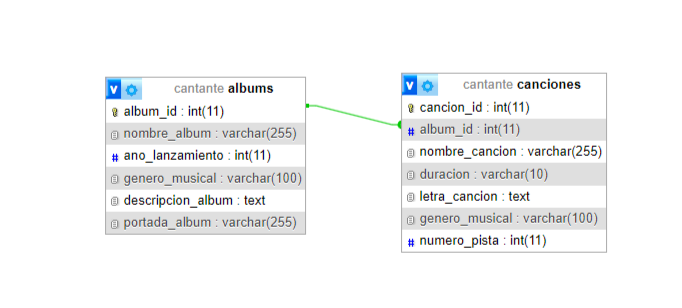 cantante albums
album_id : int(11)
nombre_album : varchar(255)
# ano_lanzamiento : int(11)
genero_musical : varchar(100)
descripcion_album : text
portada_album : varchar(255)
cantante canciones
cancion_id : int(11)
# album_id : int(11)
nombre_cancion : varchar(255)
duracion : varchar(10)
letra_cancion : text
genero_musical : varchar(100)
# numero_pista : int(11)